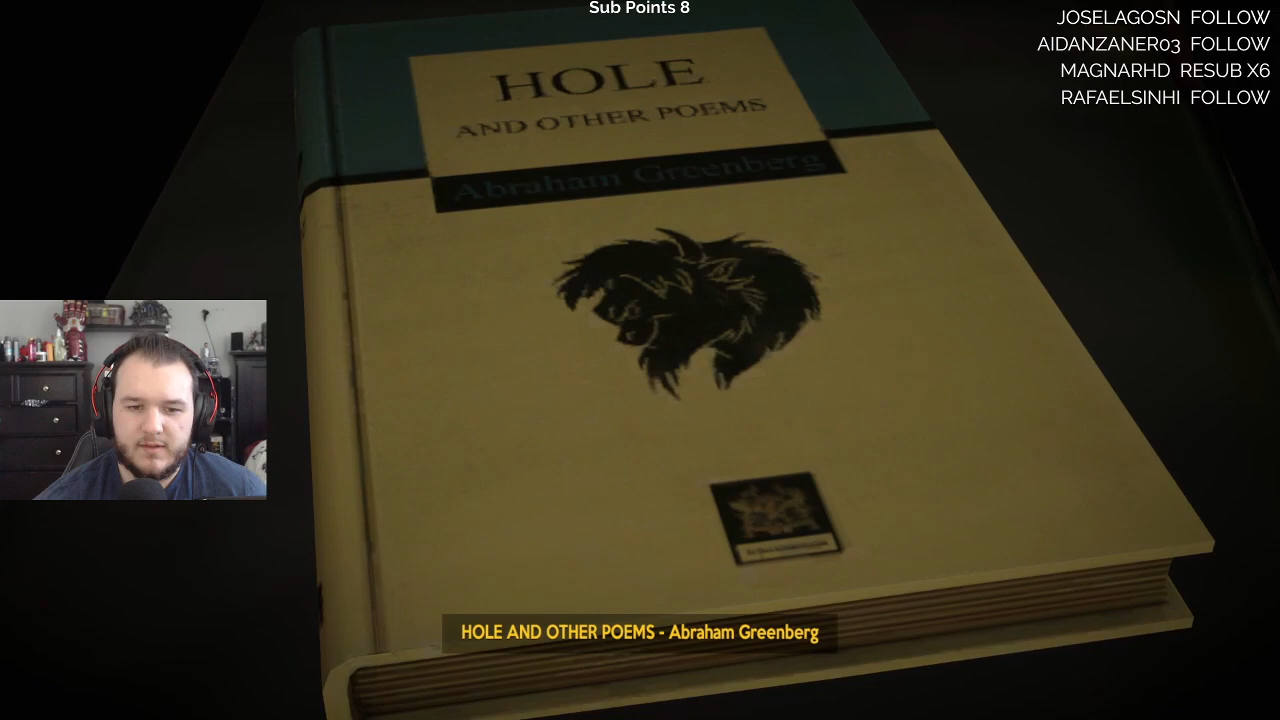 Sub Points 8
JOSELAGOSN FOLLOW
AIDANZANER03 FOLLOW
MAGNARHD RESUB X6
RAFAELSINHI FOLLOW
HOLE
AND OTHER POEMS
Abraham Greenberg
HOLE AND OTHER POEMS - Abraham Greenberg